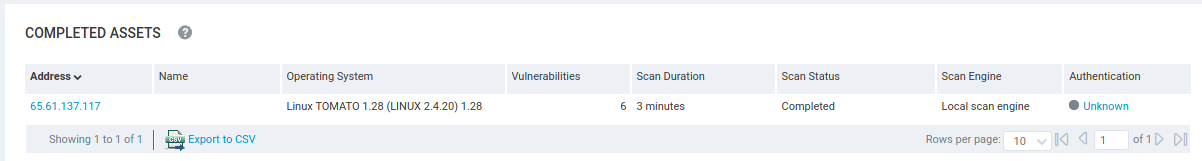 COMPLETED ASSETS ?
Address Name Operating System Vulnerabilities Scan Duration Scan Status Scan Engine Authentication
65.61.137.117 Linux TOMATO 1.28 (LINUX 2.4.20) 1.28 6 3 minutes Completed Local scan engine Unknown
Showing 1 to 1 of 1 CSV Export to CSV Rows per page: 10 1 of 1